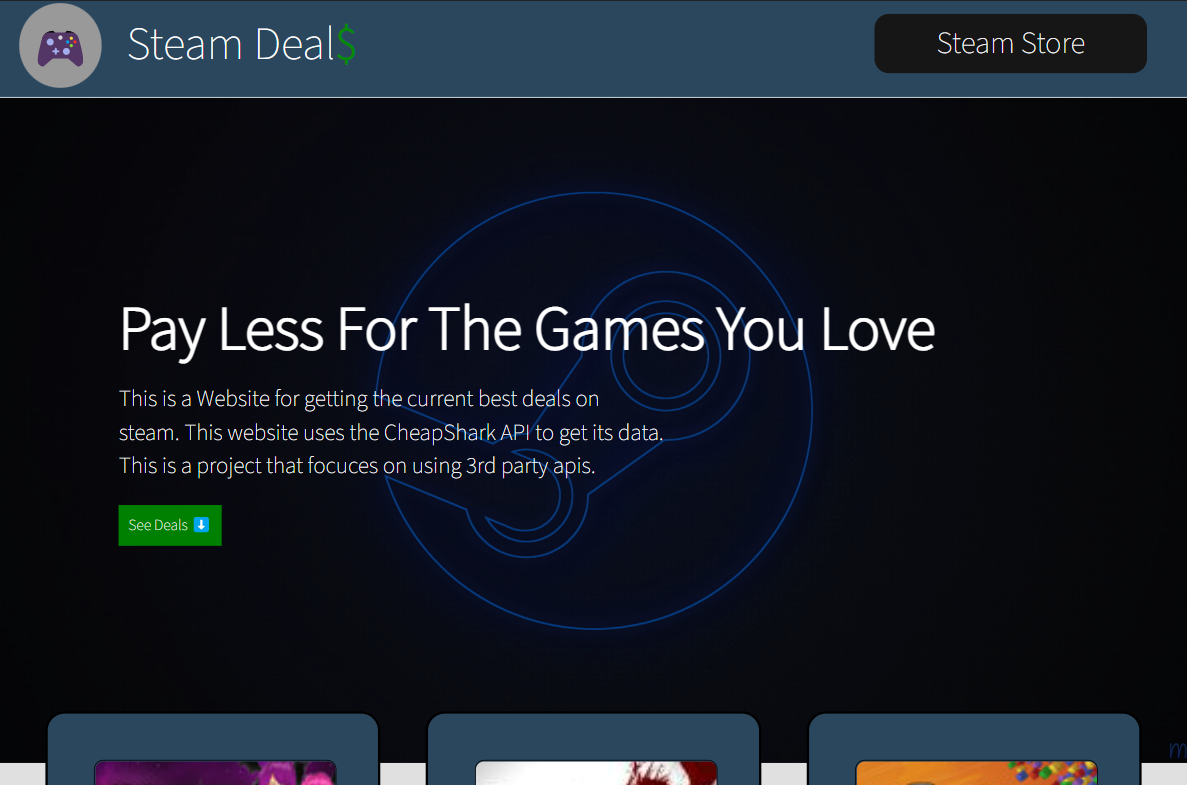 Steam Deal$
Steam Store
Pay Less For The Games You Love
This is a Website for getting the current best deals on
steam. This website uses the CheapShark API to get its data.
This is a project that focuces on using 3rd party apis.
See Deals ⬇